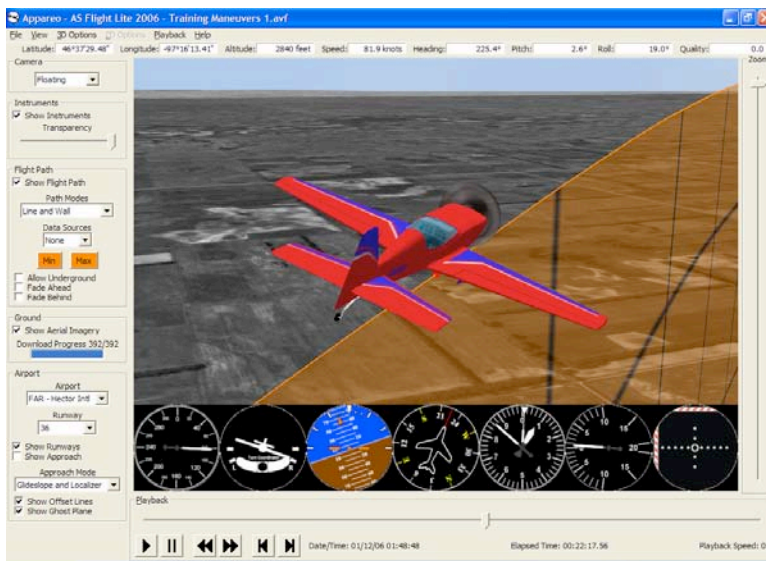 Appareo - AS Flight Lite 2006 - Training Maneuvers 1.avf
File View 3D Options 2D Options Playback Help
Latitude: 46°37'29.48" Longitude: -97°16'13.41" Altitude: 2840 feet Speed: 81.9 knots Heading: 225.4° Pitch: 2.6° Roll: 19.0° Quality: 0.0
Camera
Floating
Zoom
Instruments
Show Instruments
Transparency
Flight Path
Show Flight Path
Path Modes
Line and Wall
Data Sources
None
Min Max
Allow Underground
Fade Ahead
Fade Behind
Ground
Show Aerial Imagery
Download Progress 392/392
Airport
Airport
FAR - Hector Intl
Runway
36
Show Runways
Show Approach
Approach Mode
Glideslope and Localizer
Show Offset Lines
Show Ghost Plane
L R
Turn Coordinator
Playback
Date/Time: 01/12/06 01:48:48 Elapsed Time: 00:22:17.56 Playback Speed: 0